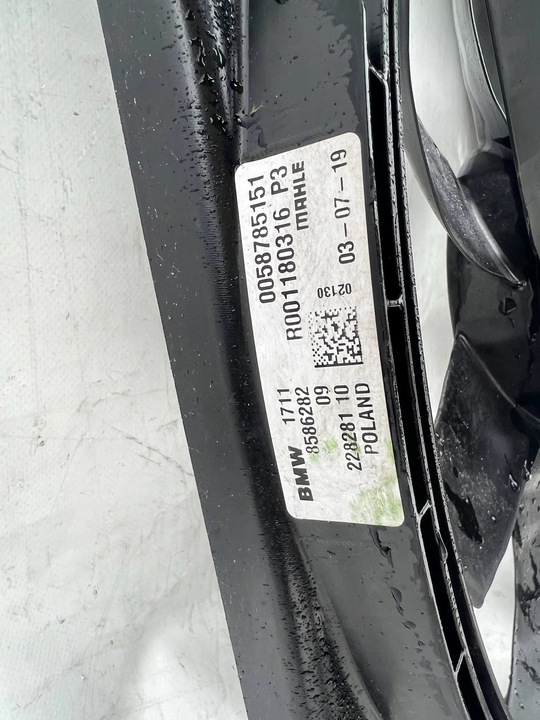 0058785151
R001180316 P3
MAHLE
02130 03-07-19
BMW 1711
8586282
09
228281 10
POLAND